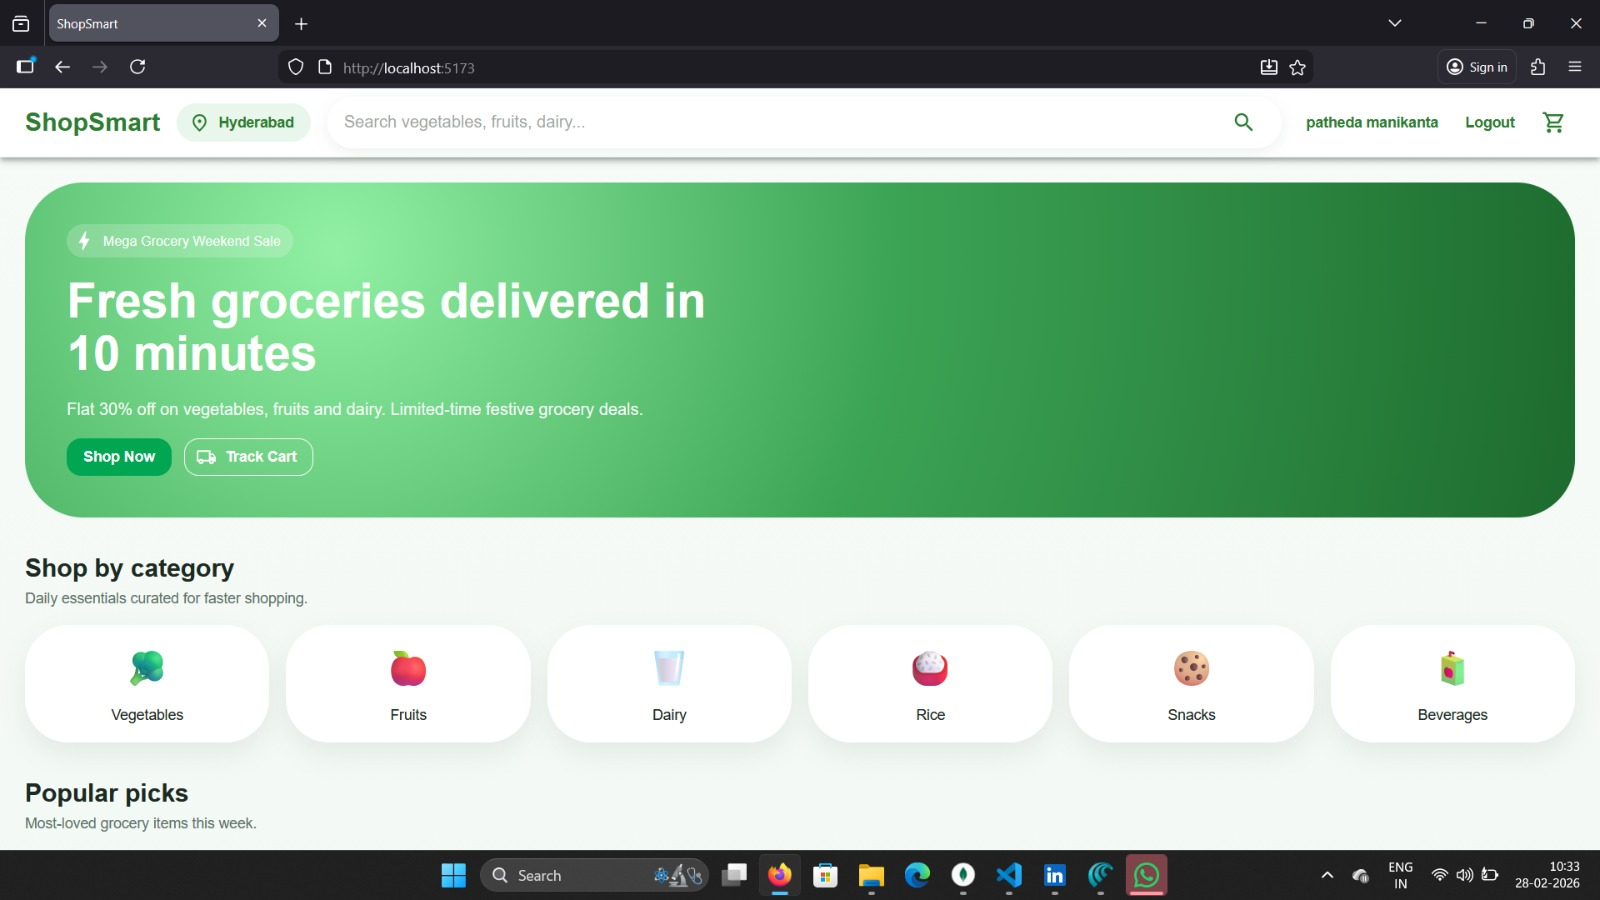 ShopSmart
http://localhost:5173
Sign in
ShopSmart
Hyderabad
Search vegetables, fruits, dairy...
patheda manikanta
Logout
Mega Grocery Weekend Sale
Fresh groceries delivered in
10 minutes
Flat 30% off on vegetables, fruits and dairy. Limited-time festive grocery deals.
Shop Now
Track Cart
Shop by category
Daily essentials curated for faster shopping.
Vegetables
Fruits
Dairy
Rice
Snacks
Beverages
Popular picks
Most-loved grocery items this week.
Search
in
ENG
IN
10:33
28-02-2026